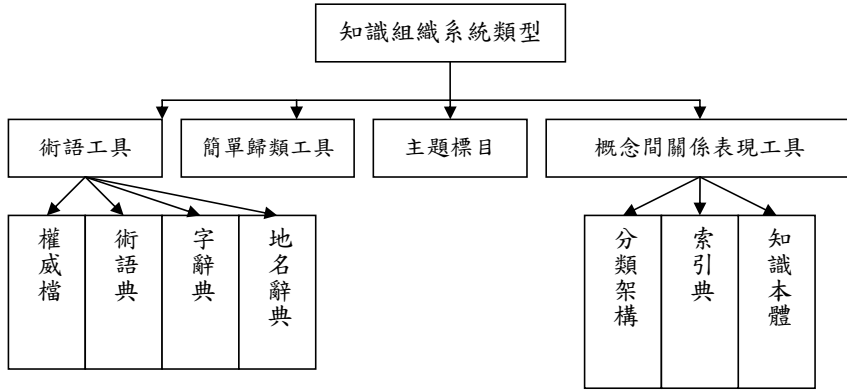 知識組織系統類型
術語工具
簡單歸類工具
主題標目
概念間關係表現工具
權威檔
術語典
字辭典
地名辭典
分類架構
索引典
知識本體